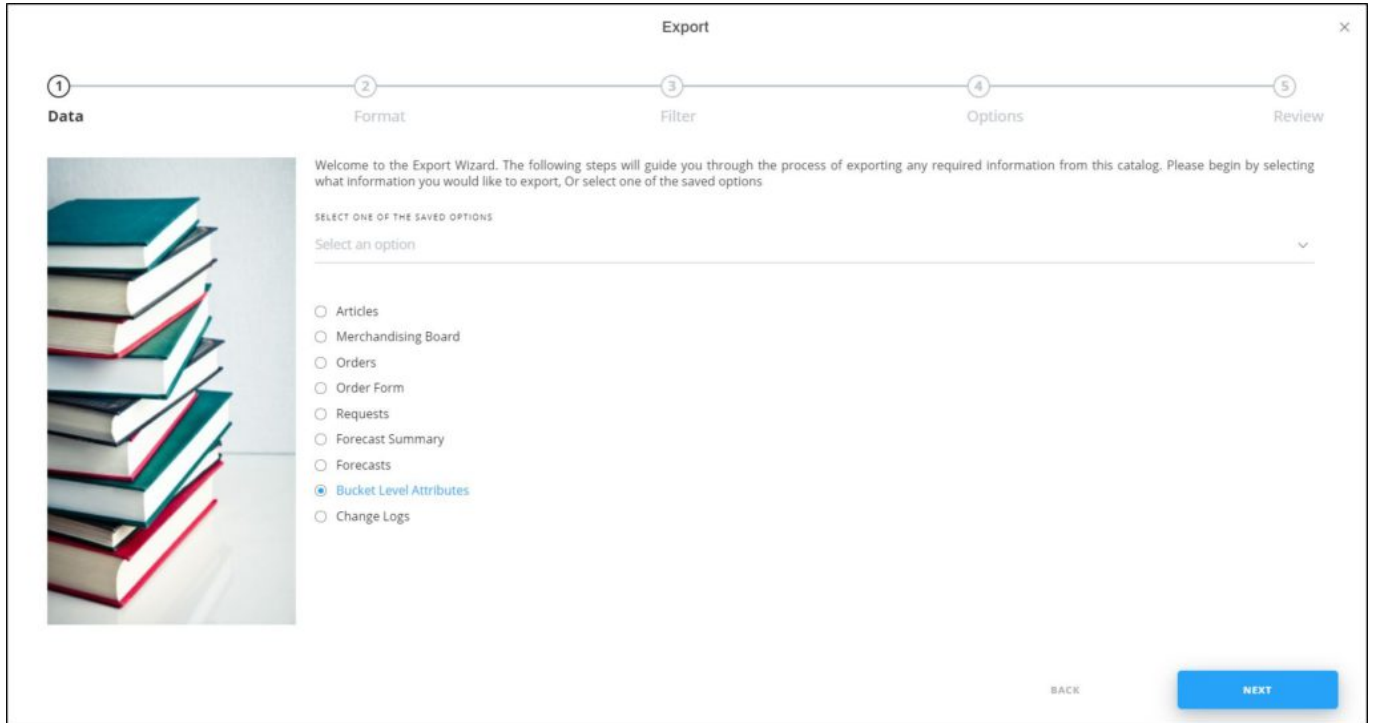 Export
1
2
3
4
5
Data
Format
Filter
Options
Review
Welcome to the Export Wizard. The following steps will guide you through the process of exporting any required information from this catalog. Please begin by selecting
what information you would like to export, Or select one of the saved options
SELECT ONE OF THE SAVED OPTIONS
Select an option
Articles
Merchandising Board
Orders
Order Form
Requests
Forecast Summary
Forecasts
Bucket Level Attributes
Change Logs
BACK
NEXT